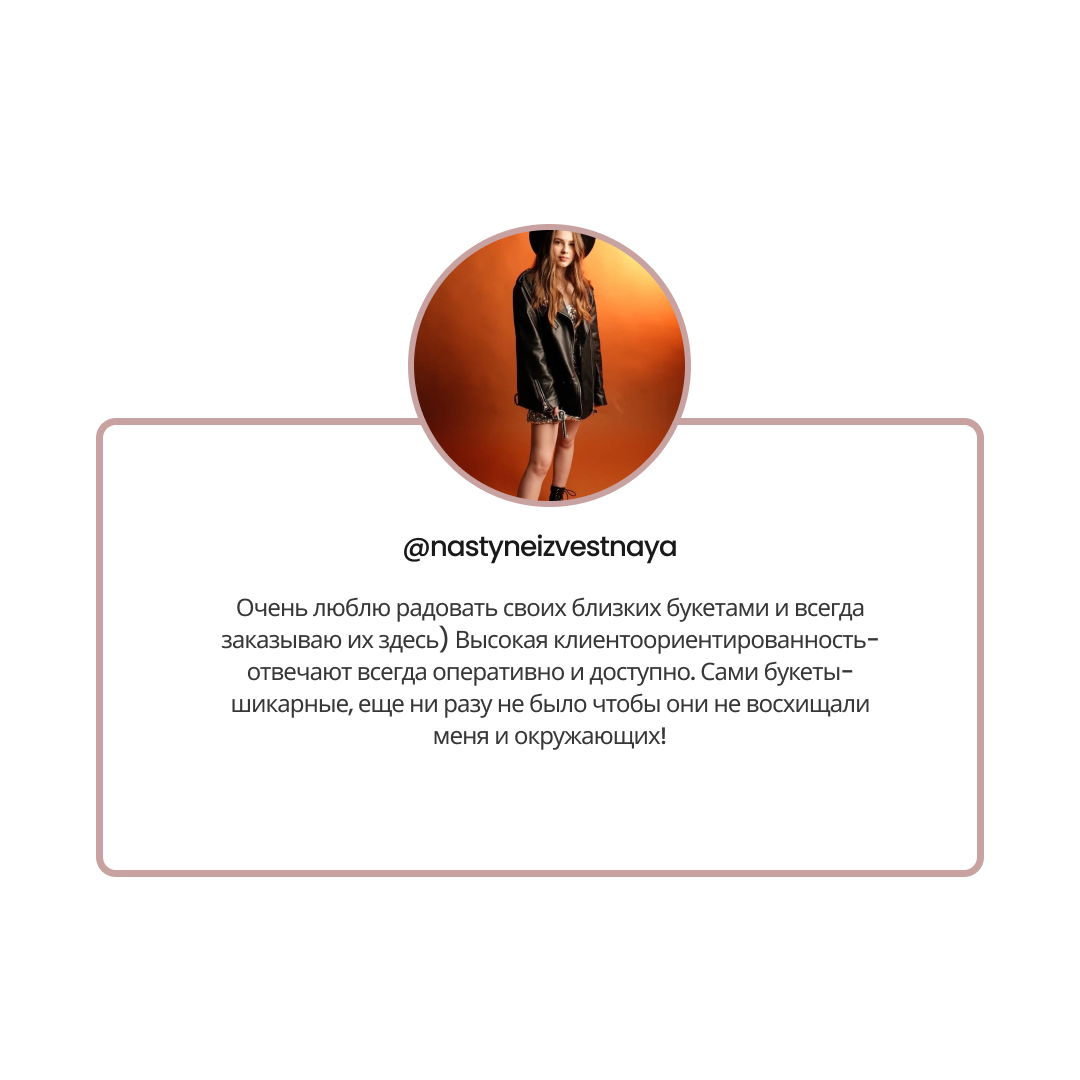 @nastyneizvestnaya
Очень люблю радовать своих близких букетами и всегда
заказываю их здесь) Высокая клиентоориентированность-
отвечают всегда оперативно и доступно. Сами букеты-
шикарные, еще ни разу не было чтобы они не восхищали
меня и окружающих!